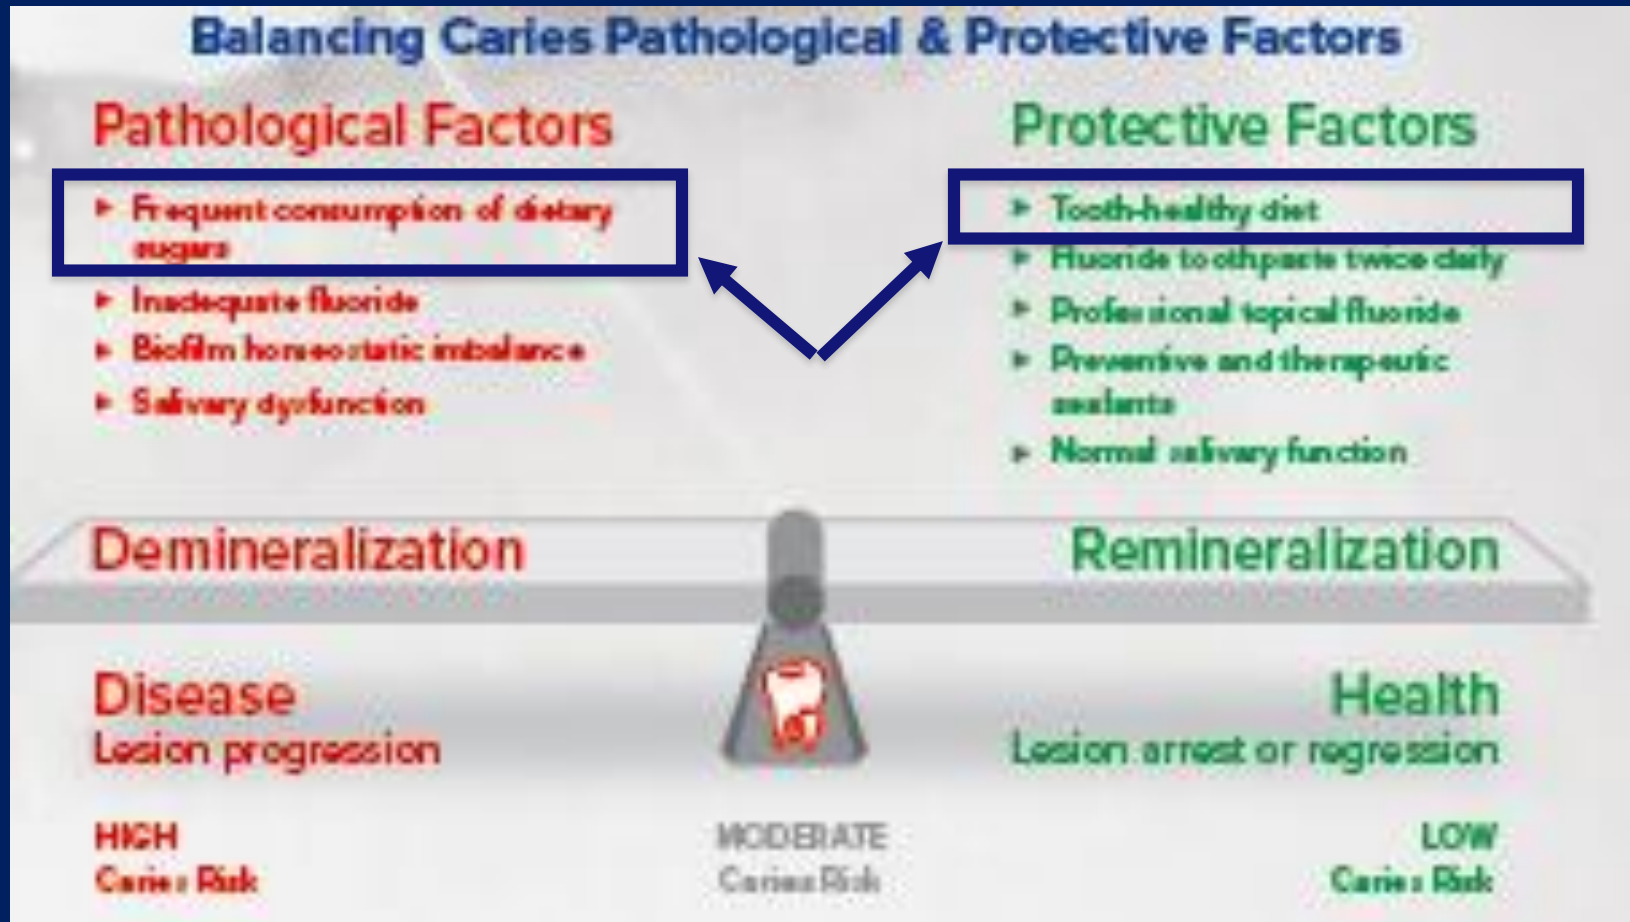 Balancing Caries Pathological & Protective Factors
Pathological Factors
▸ Frequent consumption of dietary
sugars
▸ Inadequate fluoride
▸ Biofilm homeostatic imbalance
▸ Salivary dysfunction
Protective Factors
▸ Tooth-healthy diet
▸ Fluoride toothpaste twice daily
▸ Professional topical fluoride
▸ Preventive and therapeutic
sealants
▸ Normal salivary function
Demineralization
Remineralization
Disease
Lesion progression
Health
Lesion arrest or regression
HIGH
Caries Risk
MODERATE
Caries Risk
LOW
Caries Risk